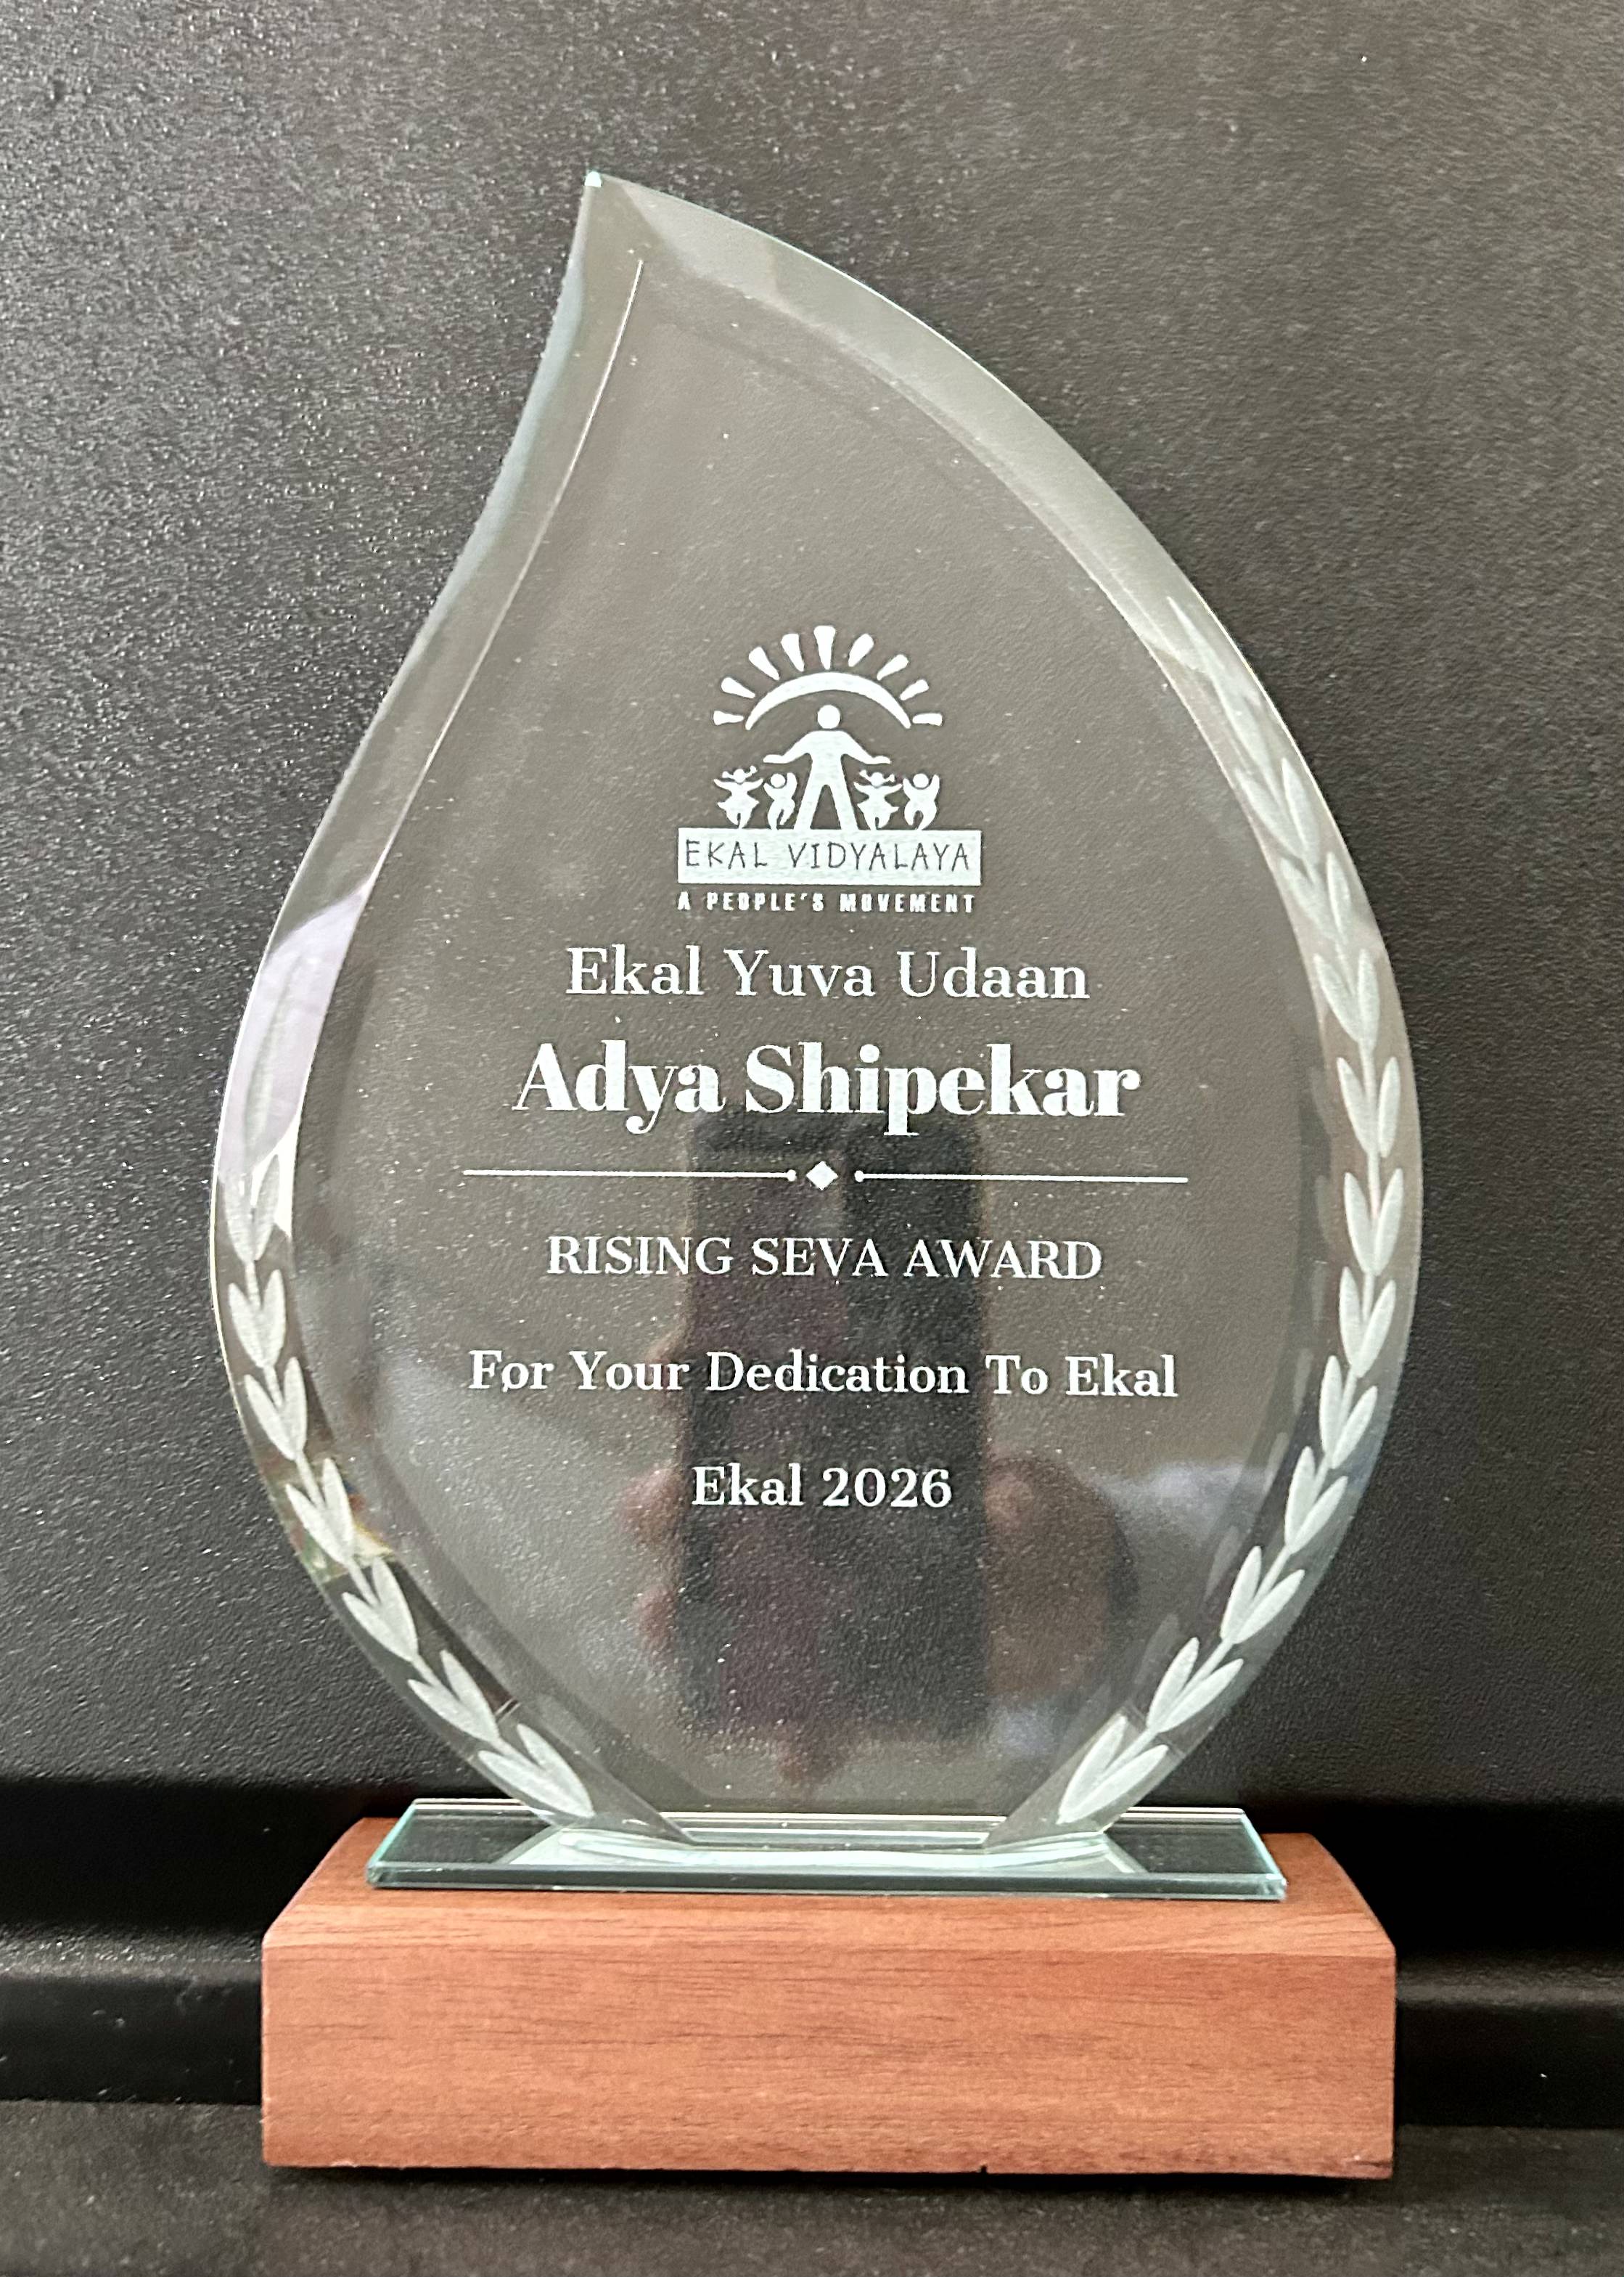 EKAL VIDYALAYA
A PEOPLE'S MOVEMENT
Ekal Yuva Udaan
Adya Shipekar
RISING SEVA AWARD
For Your Dedication To Ekal
Ekal 2026